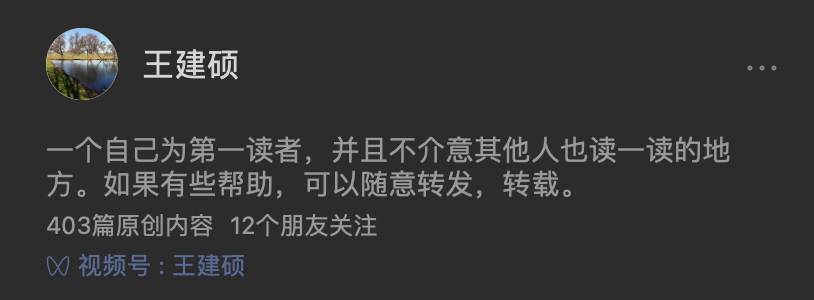 王建硕
一个自己为第一读者，并且不介意其他人也读一读的地
方。如果有些帮助，可以随意转发，转载。
403篇原创内容 12个朋友关注
视频号：王建硕